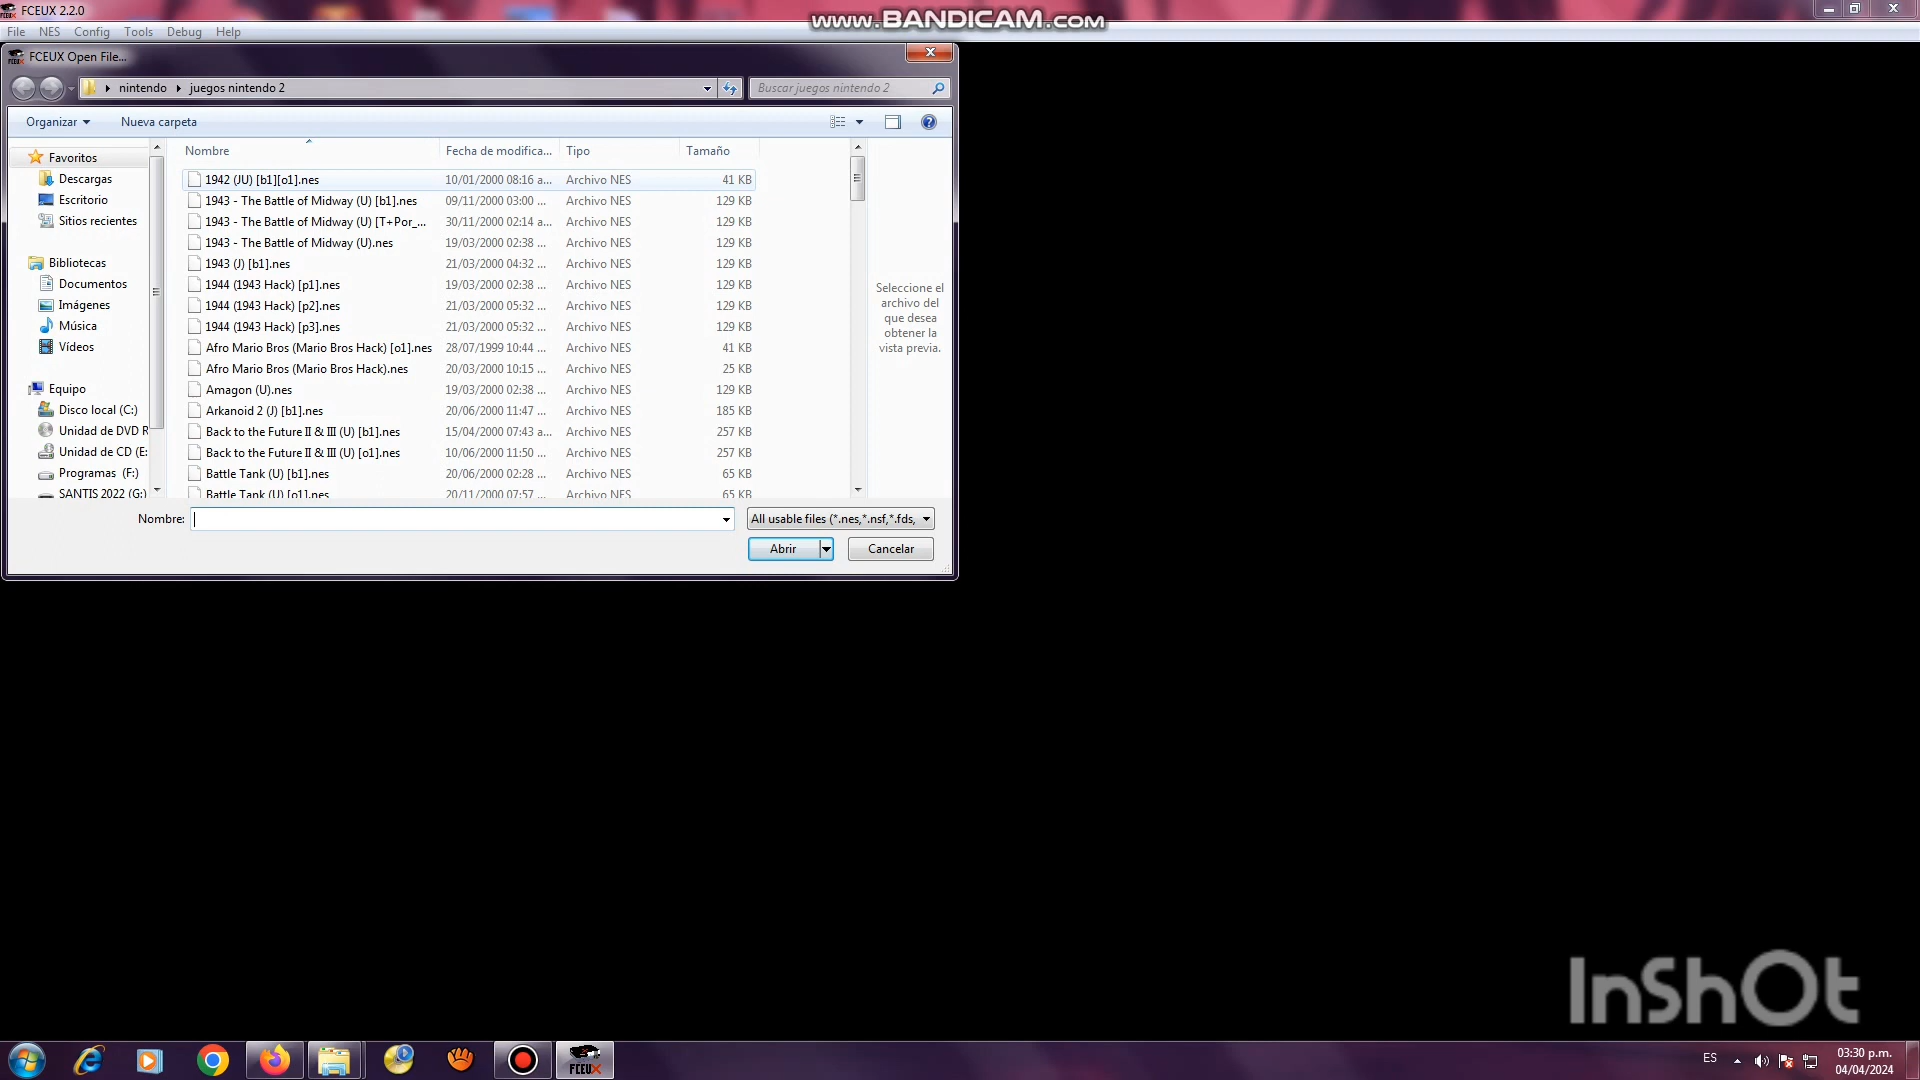 FCEUX 2.2.0
www.BANDICAM.com
File NES Config Tools Debug Help
FCEUX Open File...
nintendo juegos nintendo 2
Buscar juegos nintendo 2
Organizar Nueva carpeta
Nombre Fecha de modifica... Tipo Tamaño
Favoritos
Descargas
Escritorio
Sitios recientes
Bibliotecas
Documentos
Imágenes
Música
Vídeos
Equipo
Disco local (C:)
Unidad de DVD R
Unidad de CD (E:
Programas (F:)
SANTIS 2022 (G:)
1942 (JU) [b1][o1].nes 10/01/2000 08:16 a... Archivo NES 41 KB
1943 - The Battle of Midway (U) [b1].nes 09/11/2000 03:00 ... Archivo NES 129 KB
1943 - The Battle of Midway (U) [T+Por_... 30/11/2000 02:14 a... Archivo NES 129 KB
1943 - The Battle of Midway (U).nes 19/03/2000 02:38 ... Archivo NES 129 KB
1943 (J) [b1].nes 21/03/2000 04:32 ... Archivo NES 129 KB
1944 (1943 Hack) [p1].nes 19/03/2000 02:38 ... Archivo NES 129 KB
1944 (1943 Hack) [p2].nes 21/03/2000 05:32 ... Archivo NES 129 KB
1944 (1943 Hack) [p3].nes 21/03/2000 05:32 ... Archivo NES 129 KB
Afro Mario Bros (Mario Bros Hack) [o1].nes 28/07/1999 10:44 ... Archivo NES 41 KB
Afro Mario Bros (Mario Bros Hack).nes 20/03/2000 10:15 ... Archivo NES 25 KB
Amagon (U).nes 19/03/2000 02:38 ... Archivo NES 129 KB
Arkanoid 2 (J) [b1].nes 20/06/2000 11:47 ... Archivo NES 185 KB
Back to the Future II & III (U) [b1].nes 15/04/2000 07:43 a... Archivo NES 257 KB
Back to the Future II & III (U) [o1].nes 10/06/2000 11:50 ... Archivo NES 257 KB
Battle Tank (U) [b1].nes 20/06/2000 02:28 ... Archivo NES 65 KB
Battle Tank (U) [o1].nes 20/11/2000 07:57 ... Archivo NES 65 KB
Seleccione el
archivo del
que desea
obtener la
vista previa.
Nombre:
All usable files (*.nes,*.nsf,*.fds,
Abrir Cancelar
InShOt
FCEUX
ES
03:30 p.m.
04/04/2024